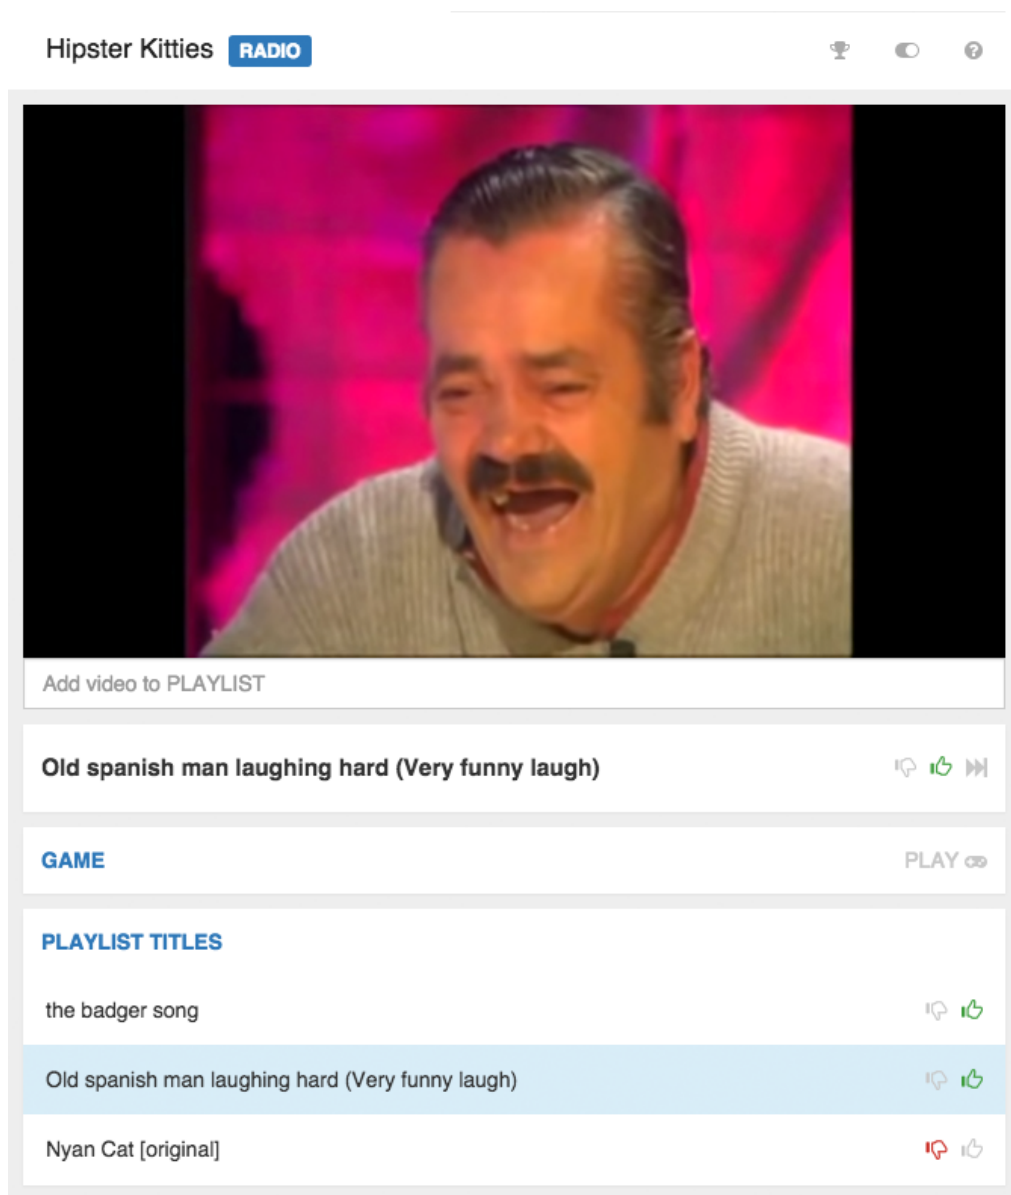 Hipster Kitties RADIO
Add video to PLAYLIST
Old spanish man laughing hard (Very funny laugh)
GAME PLAY
PLAYLIST TITLES
the badger song
Old spanish man laughing hard (Very funny laugh)
Nyan Cat [original]